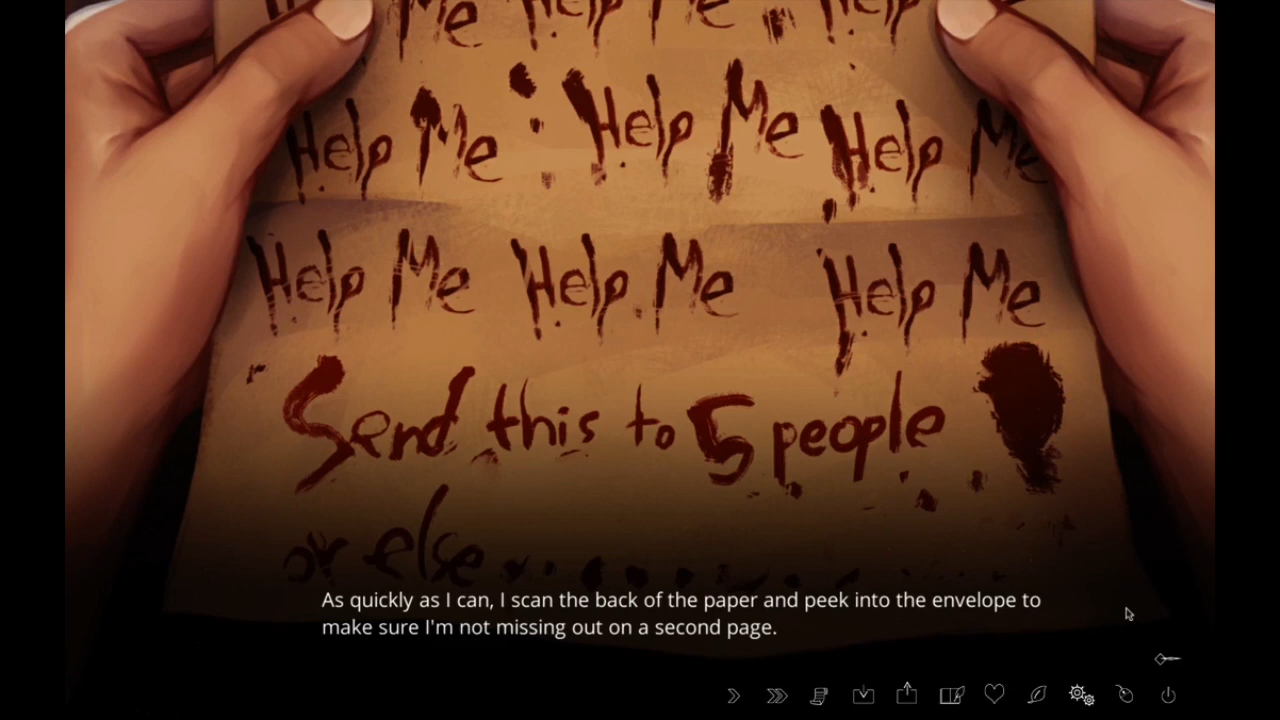 Help Me Help Me Help
Help Me Help Me Help Me
Help Me Help Me Help Me
Send this to 5 people
or else..........
As quickly as I can, I scan the back of the paper and peek into the envelope to
make sure I'm not missing out on a second page.